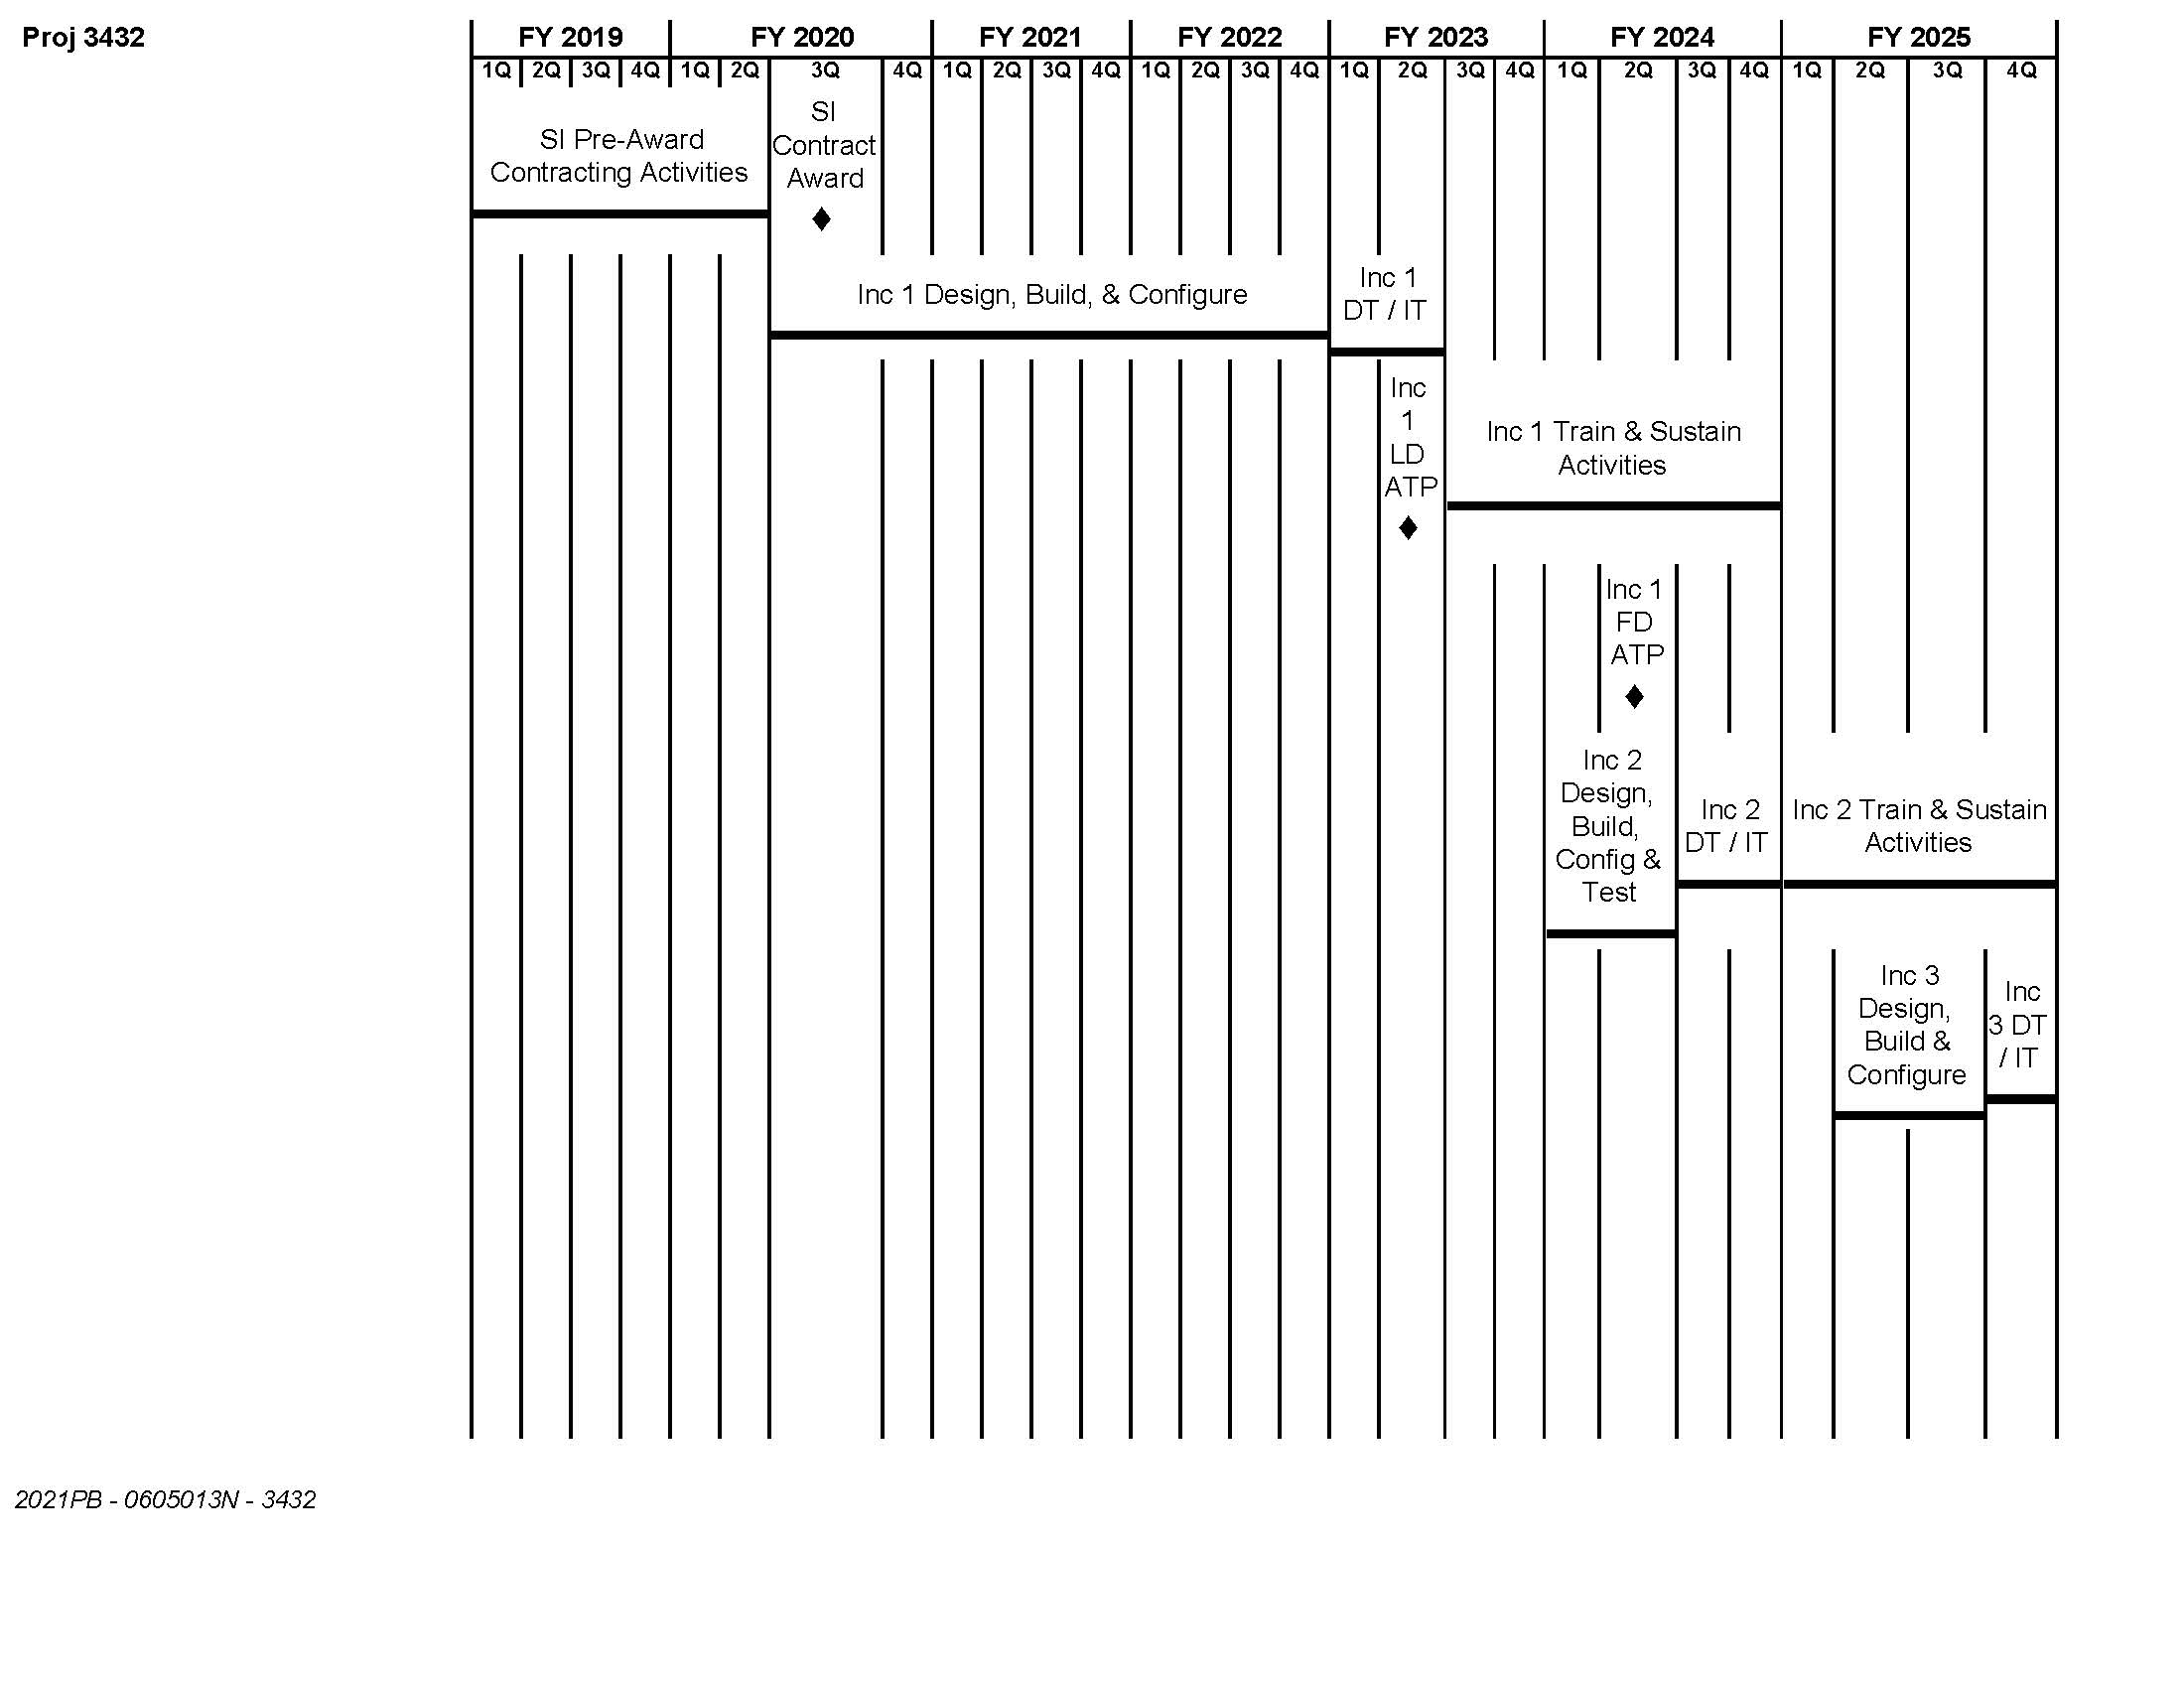 Proj 3432
FY 2019 FY 2020 FY 2021 FY 2022 FY 2023 FY 2024 FY 2025
1Q 2Q 3Q 4Q 1Q 2Q 3Q 4Q 1Q 2Q 3Q 4Q 1Q 2Q 3Q 4Q 1Q 2Q 3Q 4Q 1Q 2Q 3Q 4Q 1Q 2Q 3Q 4Q
SI Pre-Award
Contracting Activities
SI
Contract
Award
Inc 1 Design, Build, & Configure
Inc 1
DT / IT
Inc
1
LD
ATP
Inc 1 Train & Sustain
Activities
Inc 1
FD
ATP
Inc 2
Design,
Build,
Config &
Test
Inc 2
DT / IT
Inc 2 Train & Sustain
Activities
Inc 3
Design,
Build &
Configure
Inc
3 DT
/ IT
2021PB - 0605013N - 3432